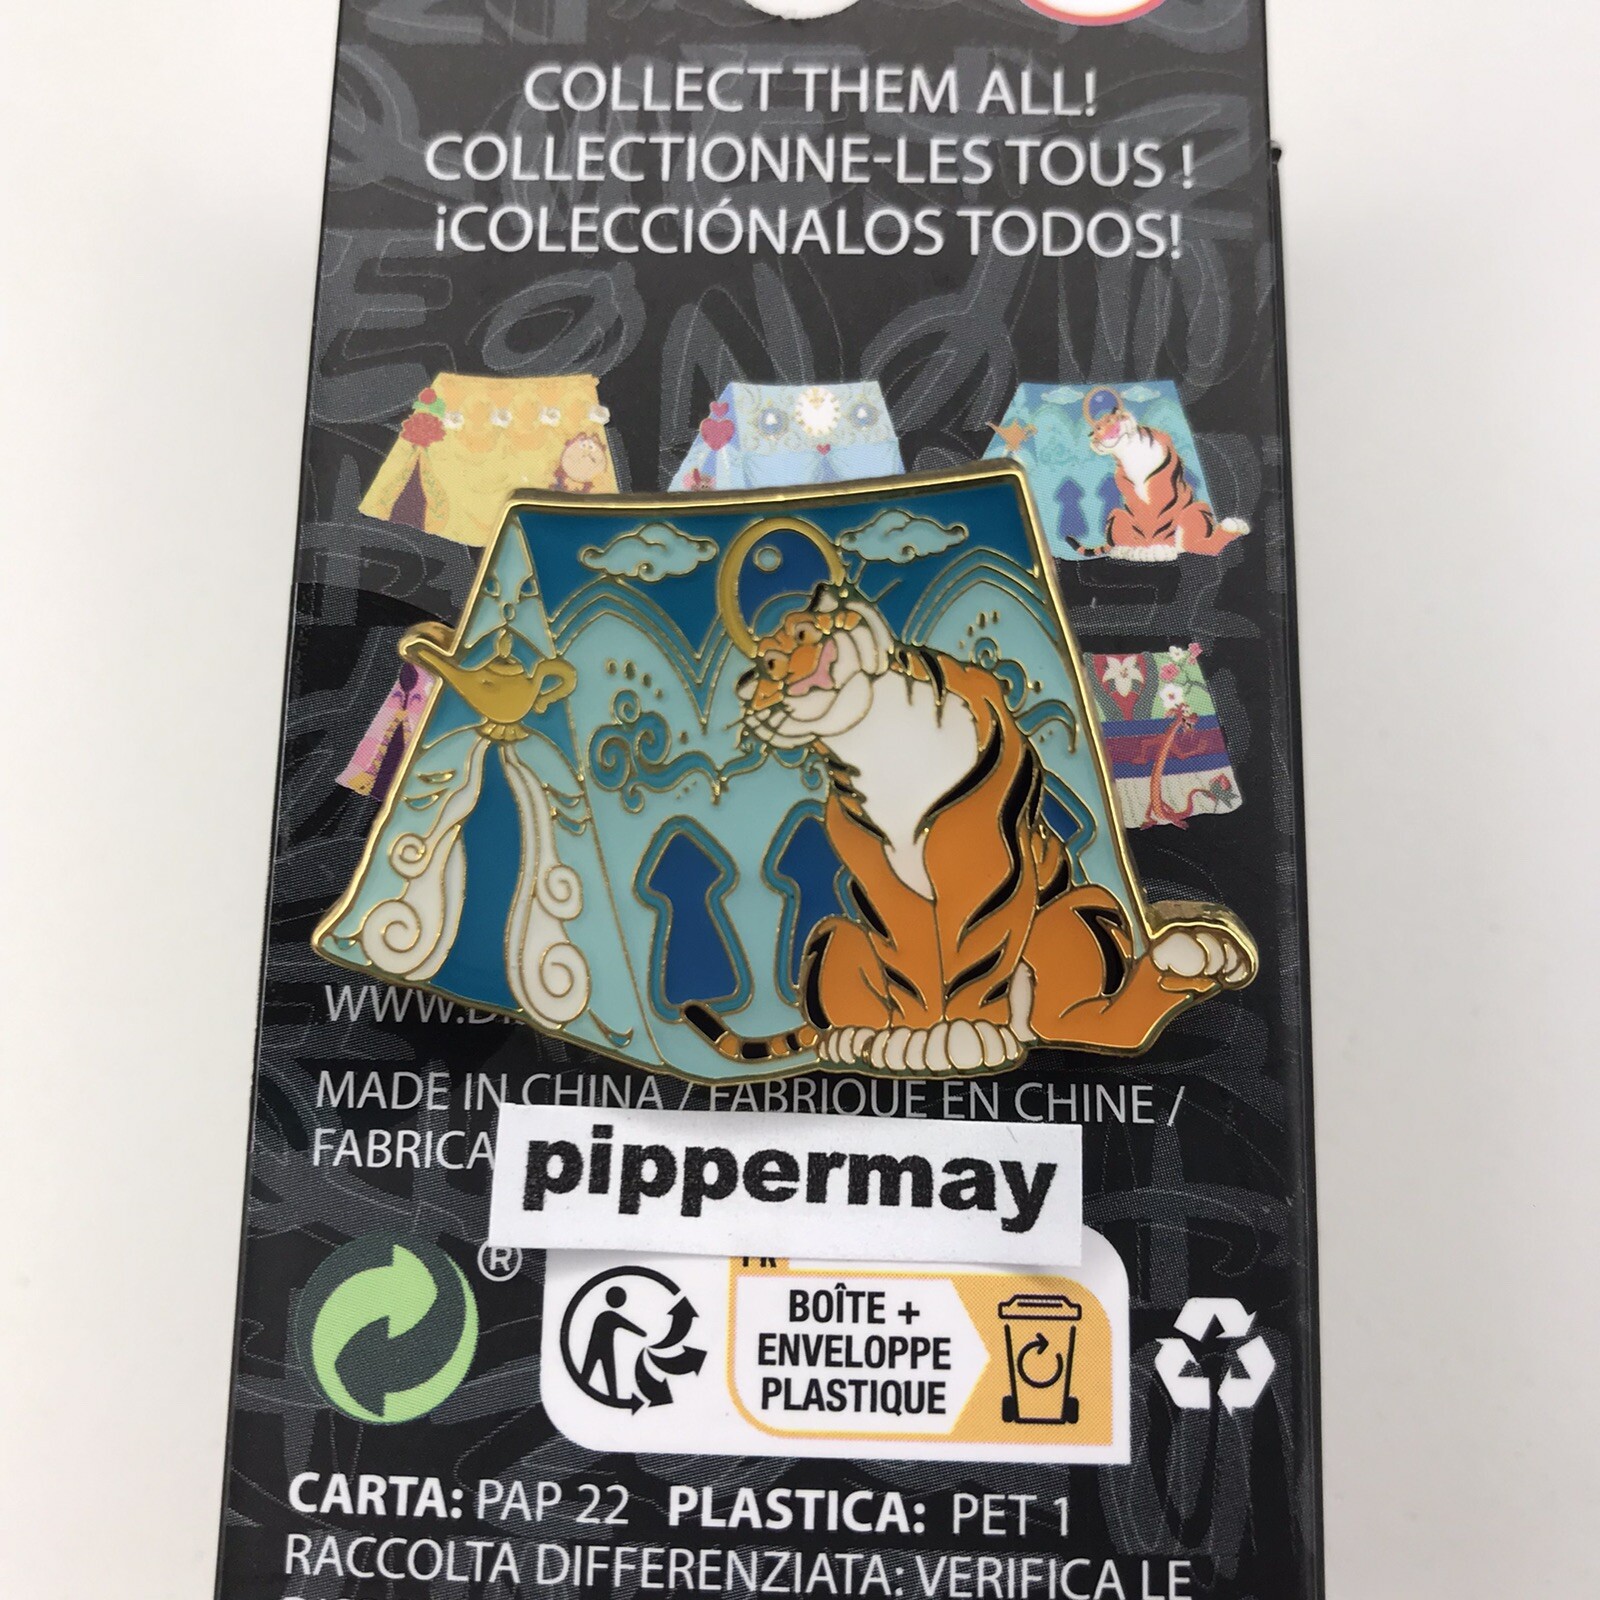 COLLECT THEM ALL!
COLLECTIONNE-LES TOUS !
¡COLECCIÓNALOS TODOS!
WWW.D
MADE IN CHINA / FABRIQUE EN CHINE /
FABRICA
pippermay
®
FR
BOÎTE +
ENVELOPPE
PLASTIQUE
CARTA: PAP 22 PLASTICA: PET 1
RACCOLTA DIFFERENZIATA: VERIFICA LE